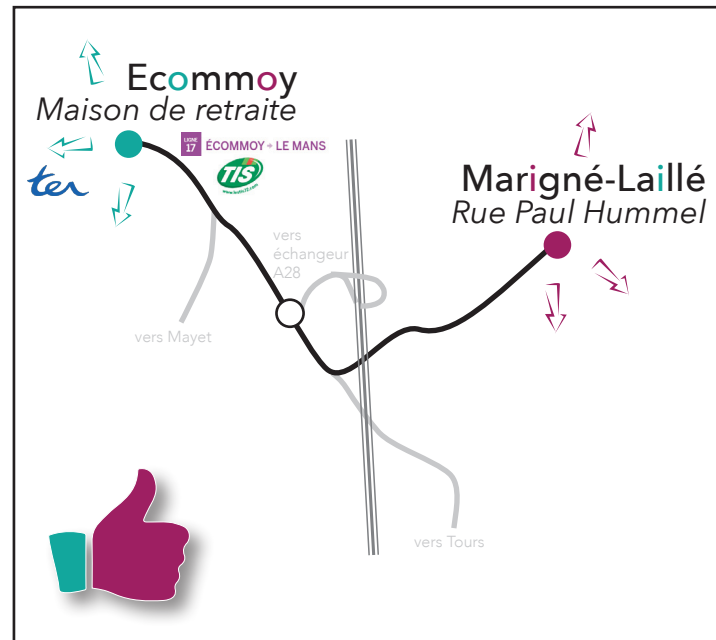 Ecommoy
Maison de retraite
LIGNE
17
ÉCOMMOY - LE MANS
TIS
ter
Marigné-Laillé
Rue Paul Hummel
vers
échangeur
A28
vers Mayet
vers Tours